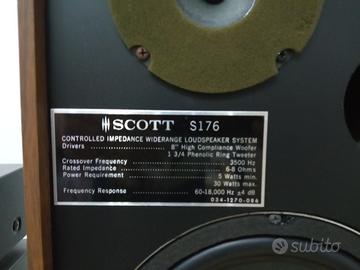 SCOTT S176
CONTROLLED IMPEDANCE WIDERANGE LOUDSPEAKER SYSTEM
Drivers 8" High Compliance Woofer
1 3/4 Phenolic Ring Tweeter
Crossover Frequency 3500 Hz
Rated Impedance 6-8 Ohms
Power Requirement 5 Watts min.
30 Watts max.
Frequency Response 60-18,000 Hz ±4 dB
034-1270-086
subito